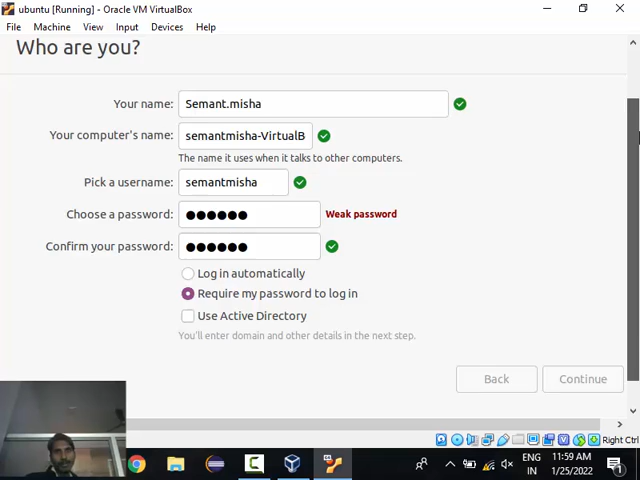 ubuntu [Running] - Oracle VM VirtualBox
File Machine View Input Devices Help
Who are you?
Your name: Semant.misha
Your computer's name: semantmisha-VirtualB
The name it uses when it talks to other computers.
Pick a username: semantmisha
Choose a password: ●●●●●● Weak password
Confirm your password: ●●●●●●
Log in automatically
Require my password to log in
Use Active Directory
You'll enter domain and other details in the next step.
Back Continue
Right Ctrl
ENG 11:59 AM
IN 1/25/2022
1